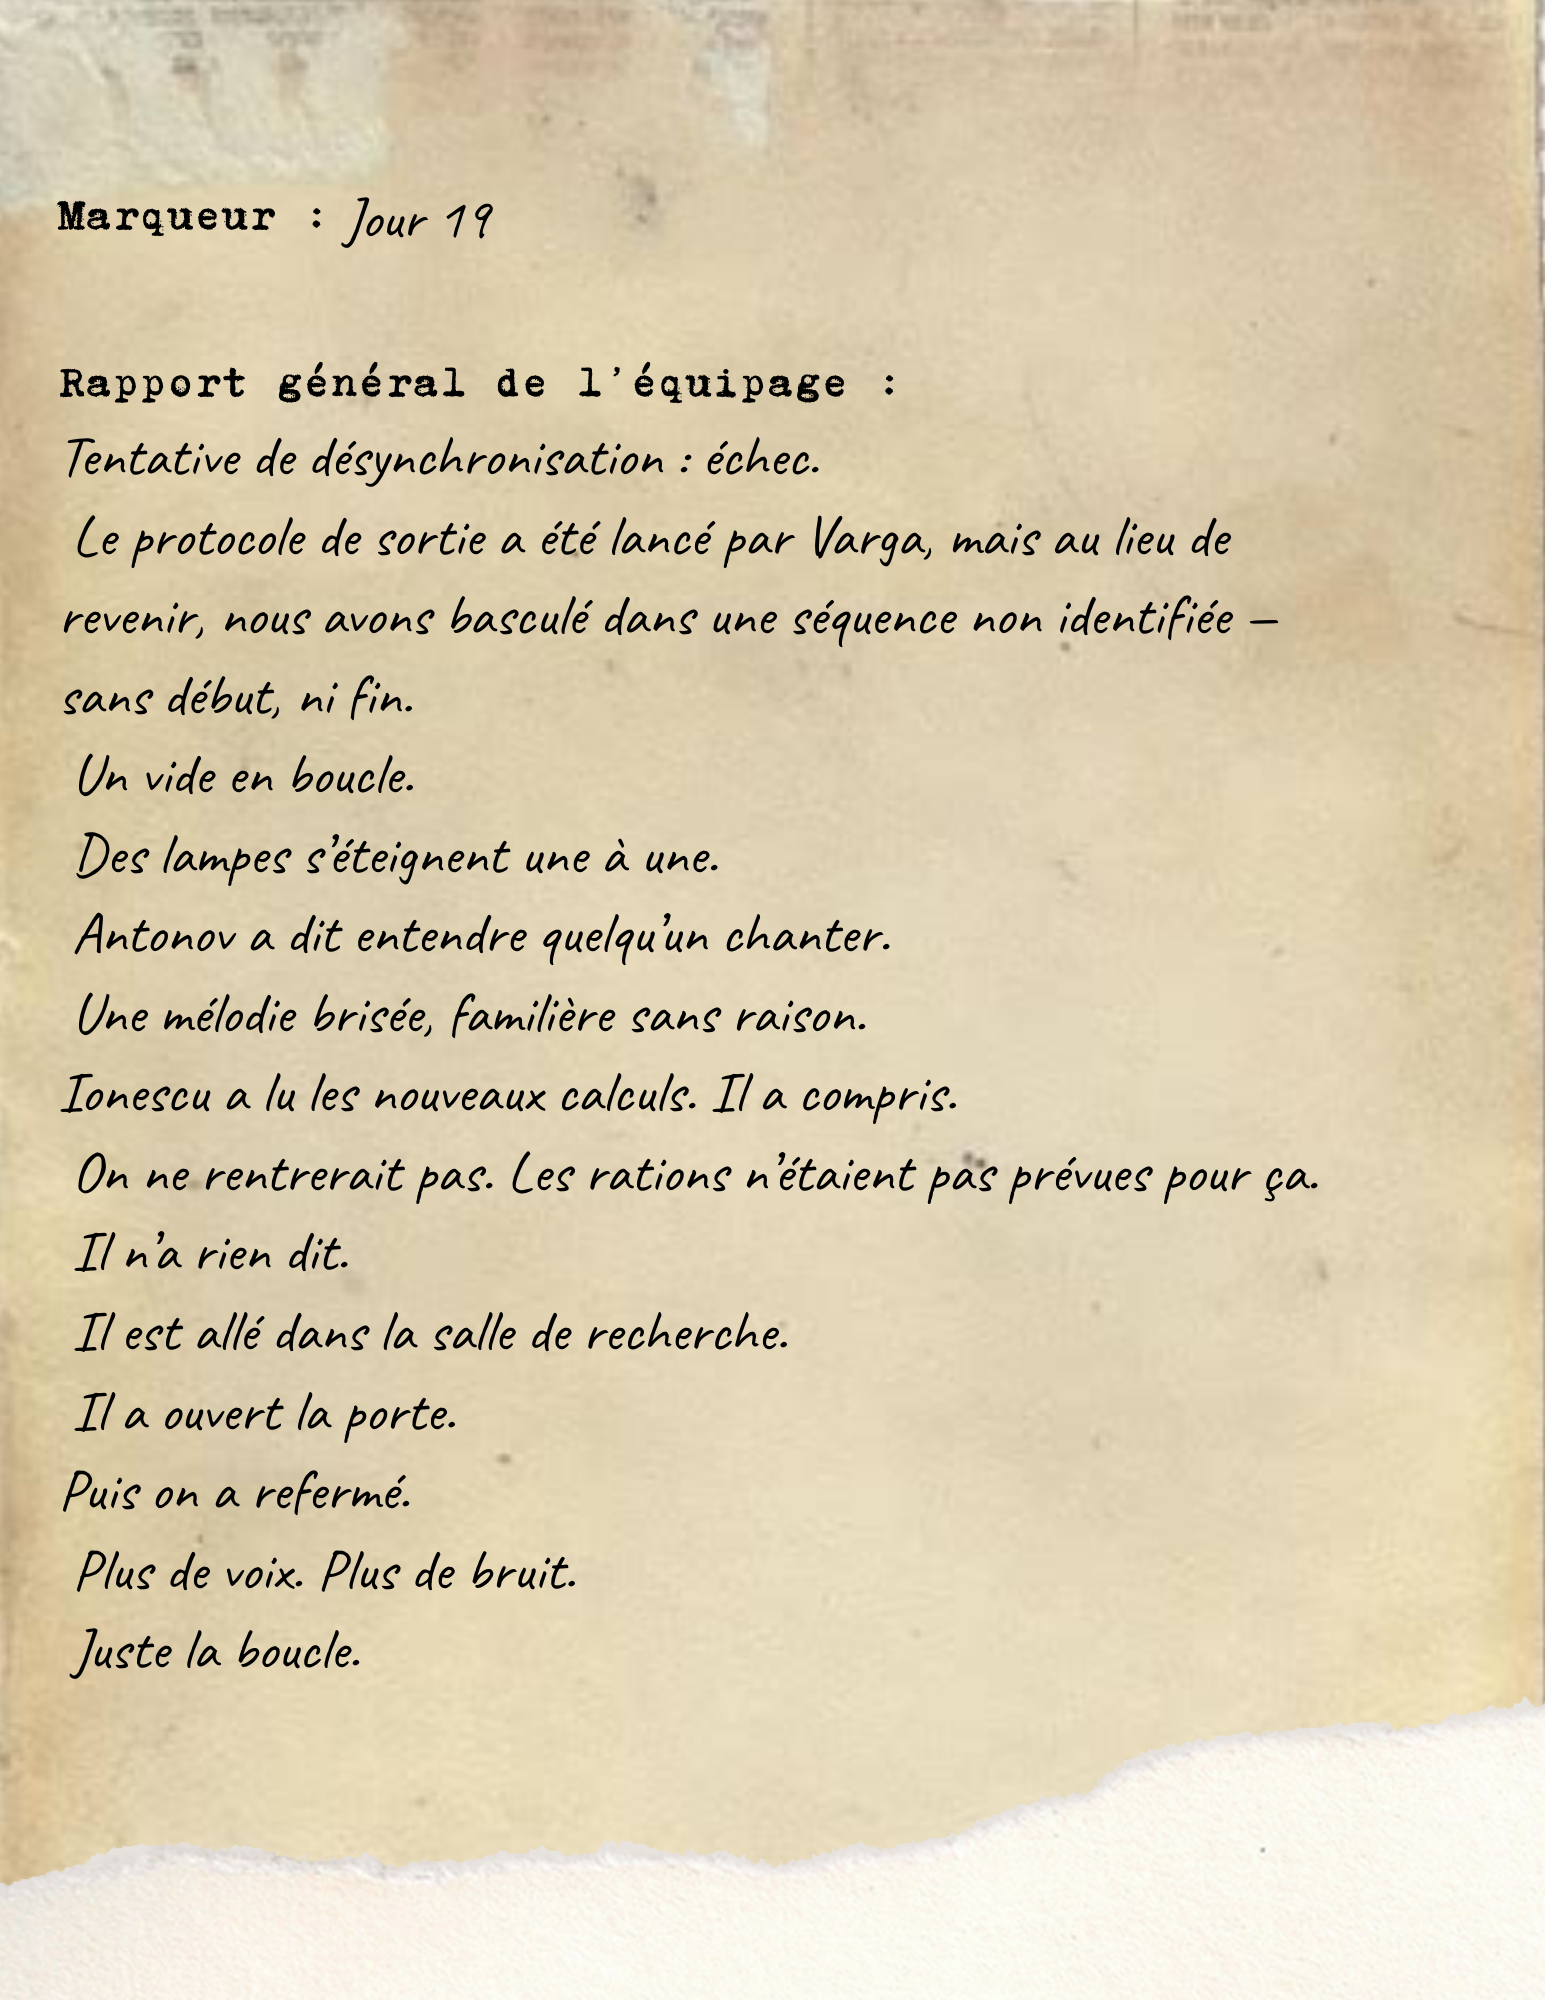 Marqueur : Jour 19
Rapport général de l'équipage :
Tentative de désynchronisation : échec.
Le protocole de sortie a été lancé par Varga, mais au lieu de
revenir, nous avons basculé dans une séquence non identifiée —
sans début, ni fin.
Un vide en boucle.
Des lampes s’éteignent une à une.
Antonov a dit entendre quelqu’un chanter.
Une mélodie brisée, familière sans raison.
Ionescu a lu les nouveaux calculs. Il a compris.
On ne rentrerait pas. Les rations n’étaient pas prévues pour ça.
Il n’a rien dit.
Il est allé dans la salle de recherche.
Il a ouvert la porte.
Puis on a refermé.
Plus de voix. Plus de bruit.
Juste la boucle.